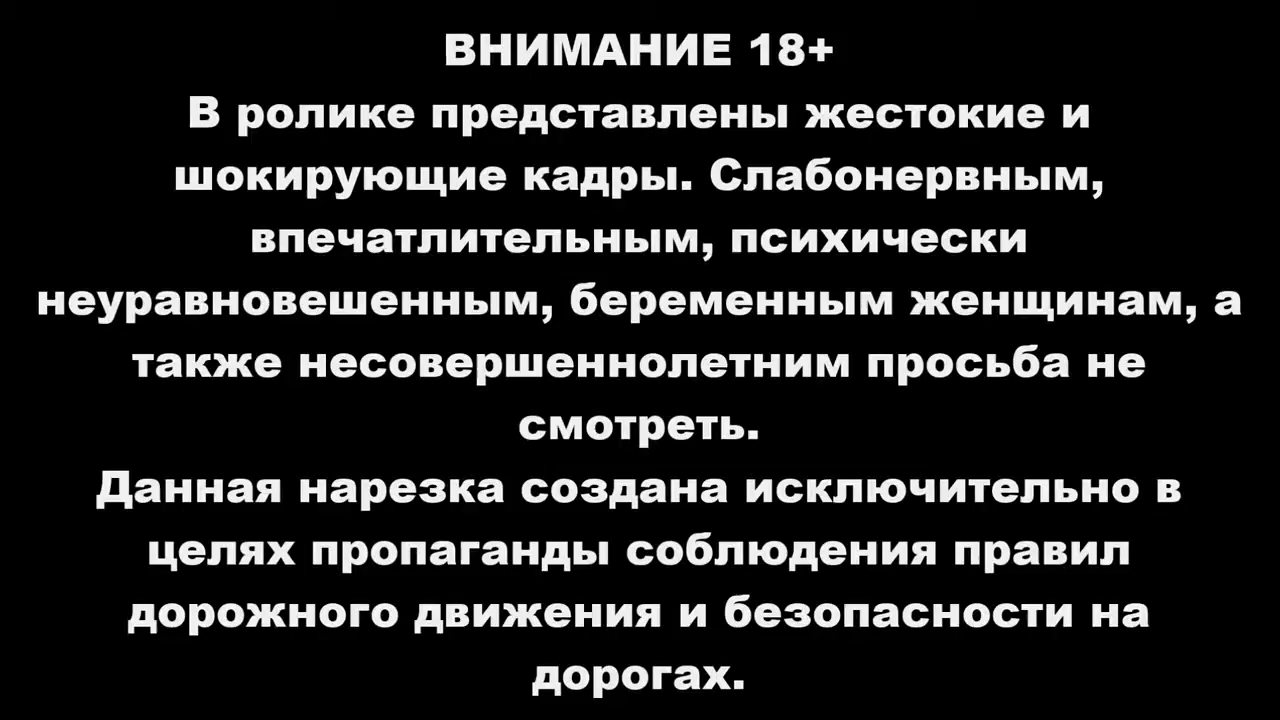 ВНИМАНИЕ 18+
В ролике представлены жестокие и
шокирующие кадры. Слабонервным,
впечатлительным, психически
неуравновешенным, беременным женщинам, а
также несовершеннолетним просьба не
смотреть.
Данная нарезка создана исключительно в
целях пропаганды соблюдения правил
дорожного движения и безопасности на
дорогах.